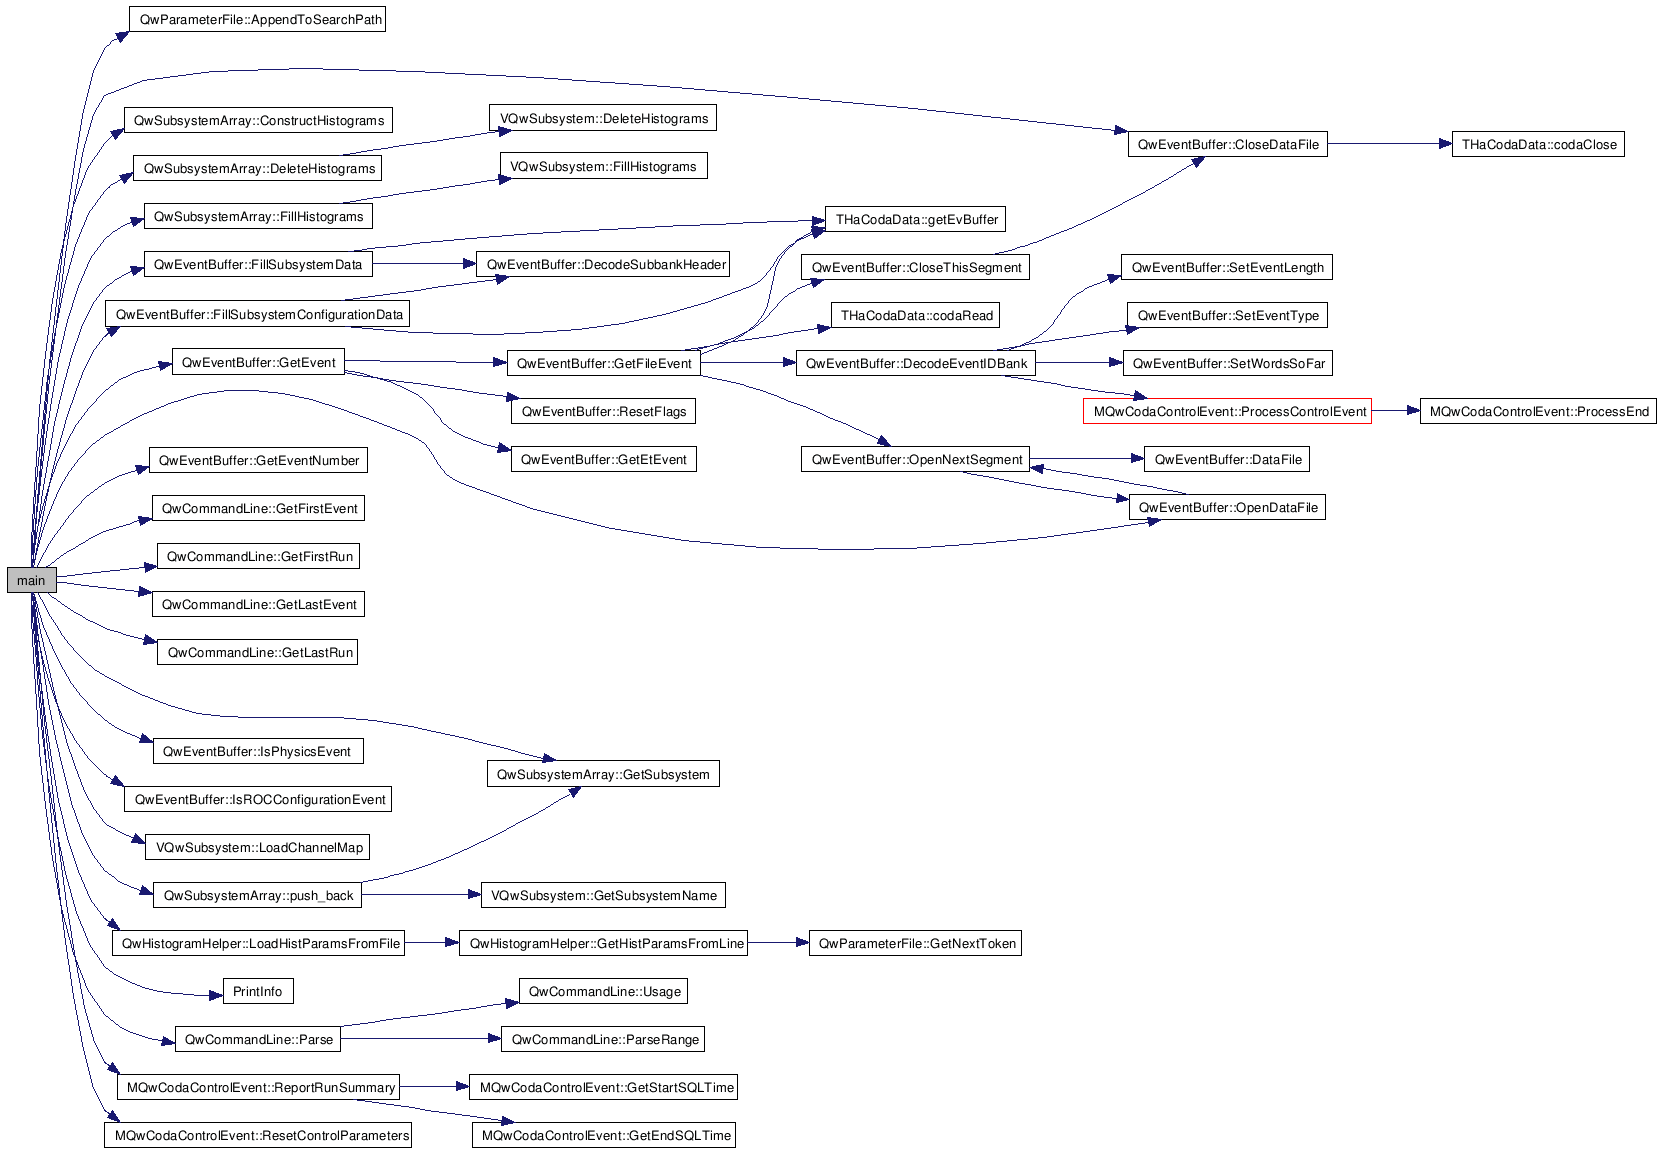 QwParameterFile::AppendToSearchPath
QwSubsystemArray::ConstructHistograms
VQwSubsystem::DeleteHistograms
QwEventBuffer::CloseDataFile
THaCodaData::codaClose
QwSubsystemArray::DeleteHistograms
VQwSubsystem::FillHistograms
QwSubsystemArray::FillHistograms
THaCodaData::getEvBuffer
QwEventBuffer::FillSubsystemData
QwEventBuffer::DecodeSubbankHeader
QwEventBuffer::CloseThisSegment
QwEventBuffer::SetEventLength
QwEventBuffer::FillSubsystemConfigurationData
THaCodaData::codaRead
QwEventBuffer::SetEventType
QwEventBuffer::GetEvent
QwEventBuffer::GetFileEvent
QwEventBuffer::DecodeEventIDBank
QwEventBuffer::SetWordsSoFar
QwEventBuffer::ResetFlags
MQwCodaControlEvent::ProcessControlEvent
MQwCodaControlEvent::ProcessEnd
QwEventBuffer::GetEventNumber
QwEventBuffer::GetEtEvent
QwEventBuffer::OpenNextSegment
QwEventBuffer::DataFile
QwCommandLine::GetFirstEvent
QwEventBuffer::OpenDataFile
QwCommandLine::GetFirstRun
main
QwCommandLine::GetLastEvent
QwCommandLine::GetLastRun
QwEventBuffer::IsPhysicsEvent
QwSubsystemArray::GetSubsystem
QwEventBuffer::IsROCConfigurationEvent
VQwSubsystem::LoadChannelMap
QwSubsystemArray::push_back
VQwSubsystem::GetSubsystemName
QwHistogramHelper::LoadHistParamsFromFile
QwHistogramHelper::GetHistParamsFromLine
QwParameterFile::GetNextToken
PrintInfo
QwCommandLine::Usage
QwCommandLine::Parse
QwCommandLine::ParseRange
MQwCodaControlEvent::ReportRunSummary
MQwCodaControlEvent::GetStartSQLTime
MQwCodaControlEvent::ResetControlParameters
MQwCodaControlEvent::GetEndSQLTime